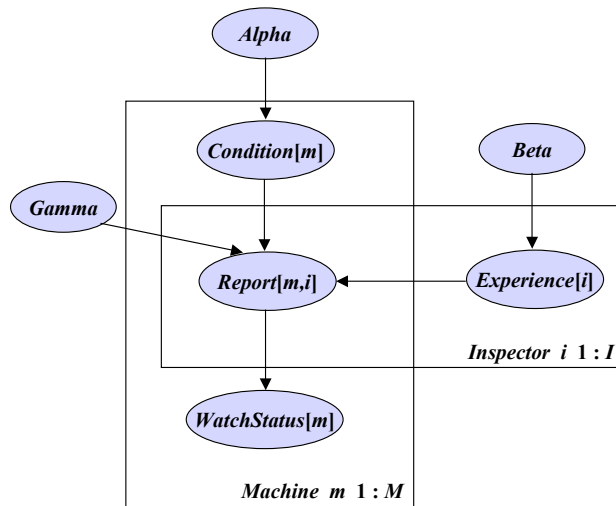 Alpha
Condition[m]
Beta
Gamma
Report[m,i]
Experience[i]
Inspector i 1 : I
WatchStatus[m]
Machine m 1 : M